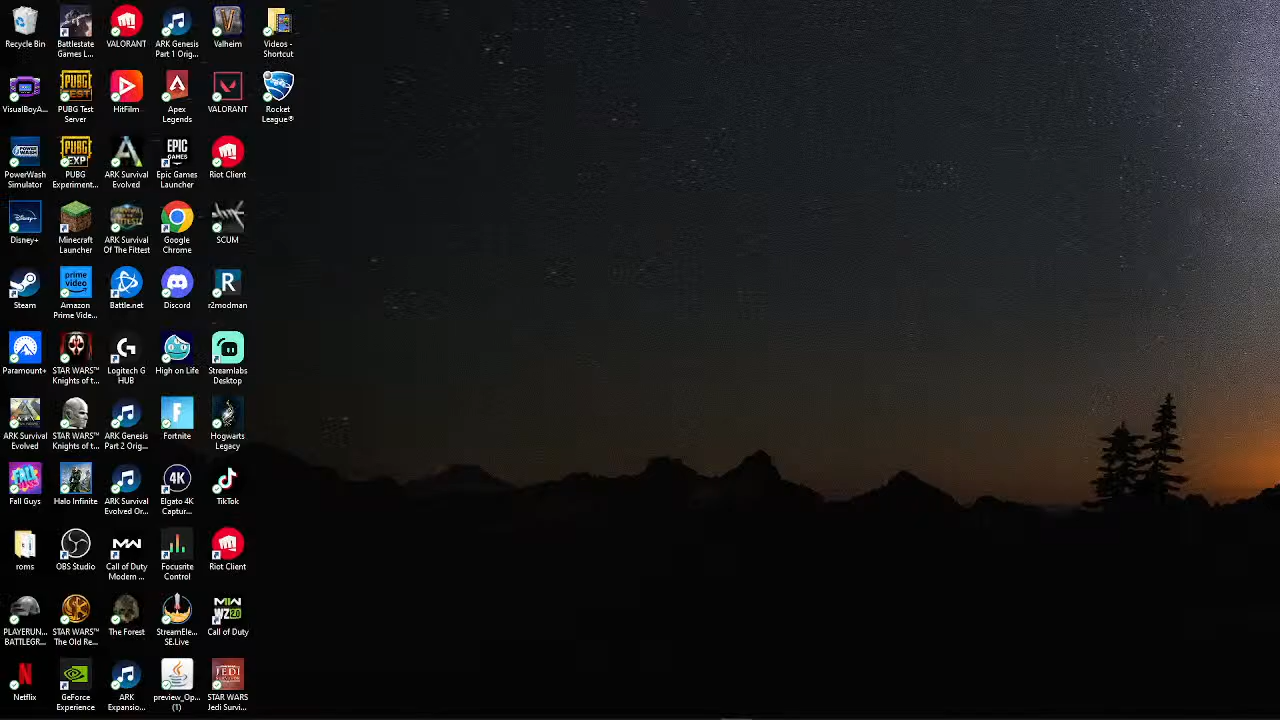 Recycle Bin
Battlestate
Games L...
VALORANT
ARK Genesis
Part 1 Orig...
Valheim
Videos -
Shortcut
VisualBoyA...
PUBG Test
Server
HitFilm
Apex
Legends
VALORANT
Rocket
League®
PowerWash
Simulator
PUBG
Experiment...
ARK Survival
Evolved
Epic Games
Launcher
Riot Client
Disney+
Minecraft
Launcher
ARK Survival
Of The Fittest
Google
Chrome
SCUM
Steam
Amazon
Prime Vide...
Battle.net
Discord
r2modman
Paramount+
STAR WARS™
Knights of t...
Logitech G
HUB
High on Life
Streamlabs
Desktop
ARK Survival
Evolved
STAR WARS™
Knights of t...
ARK Genesis
Part 2 Orig...
Fortnite
Hogwarts
Legacy
Fall Guys
Halo Infinite
ARK Survival
Evolved Or...
Elgato 4K
Captur...
TikTok
roms
OBS Studio
Call of Duty
Modern ...
Focusrite
Control
Riot Client
PLAYERUN...
BATTLEGR...
STAR WARS™
The Old Re...
The Forest
StreamEle...
SE.Live
Call of Duty
Netflix
GeForce
Experience
ARK
Expansio...
preview_Op...
(1)
STAR WARS
Jedi Survi...